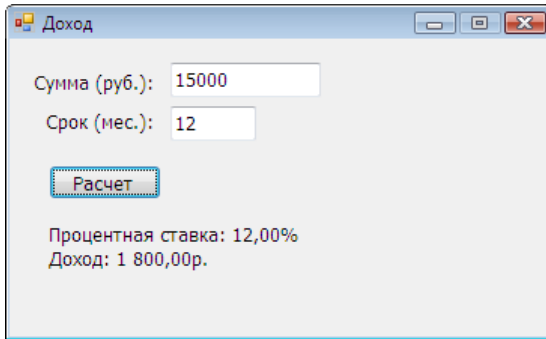 Доход
Сумма (руб.): 15000
Срок (мес.): 12
Расчет
Процентная ставка: 12,00%
Доход: 1 800,00р.